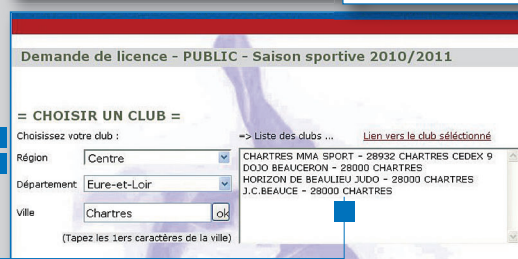 Demande de licence - PUBLIC - Saison sportive 2010/2011
= CHOISIR UN CLUB =
Choisissez votre club :
=> Liste des clubs ...
Lien vers le club séléctionné
Région
Centre
Département
Eure-et-Loir
Ville
Chartres
ok
(Tapez les 1ers caractères de la ville)
CHARTRES MMA SPORT - 28932 CHARTRES CEDEX 9
DOJO BEAUCERON - 28000 CHARTRES
HORIZON DE BEAULIEU JUDO - 28000 CHARTRES
J.C.BEAUCE - 28000 CHARTRES